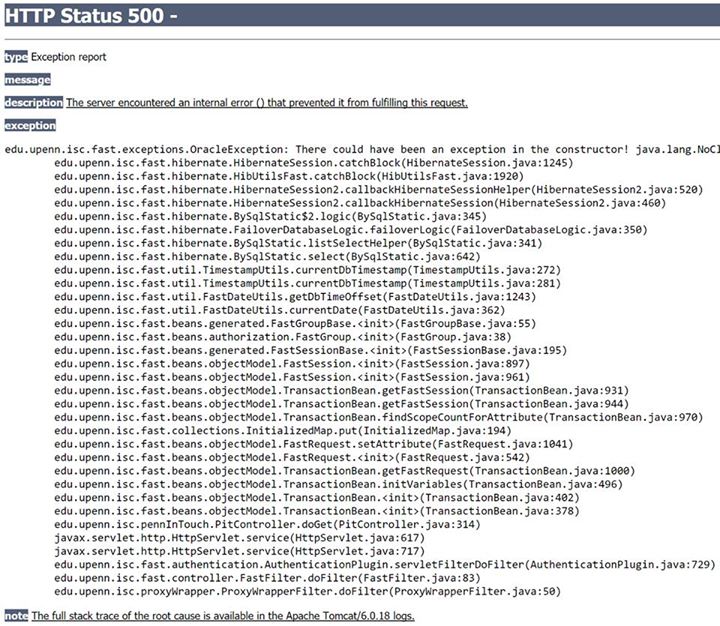 HTTP Status 500 -
type Exception report
message
description The server encountered an internal error () that prevented it from fulfilling this request.
exception
edu.upenn.isc.fast.exceptions.OracleException: There could have been an exception in the constructor! java.lang.NoCl
edu.upenn.isc.fast.hibernate.HibernateSession.catchBlock(HibernateSession.java:1245)
edu.upenn.isc.fast.hibernate.HibUtilsFast.catchBlock(HibUtilsFast.java:1920)
edu.upenn.isc.fast.hibernate.HibernateSession2.callbackHibernateSessionHelper(HibernateSession2.java:520)
edu.upenn.isc.fast.hibernate.HibernateSession2.callbackHibernateSession(HibernateSession2.java:460)
edu.upenn.isc.fast.hibernate.BySqlStatic$2.logic(BySqlStatic.java:345)
edu.upenn.isc.fast.hibernate.FailoverDatabaseLogic.failoverLogic(FailoverDatabaseLogic.java:350)
edu.upenn.isc.fast.hibernate.BySqlStatic.listSelectHelper(BySqlStatic.java:341)
edu.upenn.isc.fast.hibernate.BySqlStatic.select(BySqlStatic.java:642)
edu.upenn.isc.fast.util.TimestampUtils.currentDbTimestamp(TimestampUtils.java:272)
edu.upenn.isc.fast.util.TimestampUtils.currentDbTimestamp(TimestampUtils.java:281)
edu.upenn.isc.fast.util.FastDateUtils.getDbTimeOffset(FastDateUtils.java:1243)
edu.upenn.isc.fast.util.FastDateUtils.currentDate(FastDateUtils.java:362)
edu.upenn.isc.fast.beans.generated.FastGroupBase.<init>(FastGroupBase.java:55)
edu.upenn.isc.fast.beans.authorization.FastGroup.<init>(FastGroup.java:38)
edu.upenn.isc.fast.beans.generated.FastSessionBase.<init>(FastSessionBase.java:195)
edu.upenn.isc.fast.beans.objectModel.FastSession.<init>(FastSession.java:897)
edu.upenn.isc.fast.beans.objectModel.FastSession.<init>(FastSession.java:961)
edu.upenn.isc.fast.beans.objectModel.TransactionBean.getFastSession(TransactionBean.java:931)
edu.upenn.isc.fast.beans.objectModel.TransactionBean.getFastSession(TransactionBean.java:944)
edu.upenn.isc.fast.beans.objectModel.TransactionBean.findScopeCountForAttribute(TransactionBean.java:970)
edu.upenn.isc.fast.collections.InitializedMap.put(InitializedMap.java:194)
edu.upenn.isc.fast.beans.objectModel.FastRequest.setAttribute(FastRequest.java:1041)
edu.upenn.isc.fast.beans.objectModel.FastRequest.<init>(FastRequest.java:542)
edu.upenn.isc.fast.beans.objectModel.TransactionBean.getFastRequest(TransactionBean.java:1000)
edu.upenn.isc.fast.beans.objectModel.TransactionBean.initVariables(TransactionBean.java:496)
edu.upenn.isc.fast.beans.objectModel.TransactionBean.<init>(TransactionBean.java:402)
edu.upenn.isc.fast.beans.objectModel.TransactionBean.<init>(TransactionBean.java:378)
edu.upenn.isc.pennInTouch.PitController.doGet(PitController.java:314)
javax.servlet.http.HttpServlet.service(HttpServlet.java:617)
javax.servlet.http.HttpServlet.service(HttpServlet.java:717)
edu.upenn.isc.fast.authentication.AuthenticationPlugin.servletFilterDoFilter(AuthenticationPlugin.java:729)
edu.upenn.isc.fast.controller.FastFilter.doFilter(FastFilter.java:83)
edu.upenn.isc.proxyWrapper.ProxyWrapperFilter.doFilter(ProxyWrapperFilter.java:50)
note The full stack trace of the root cause is available in the Apache Tomcat/6.0.18 logs.